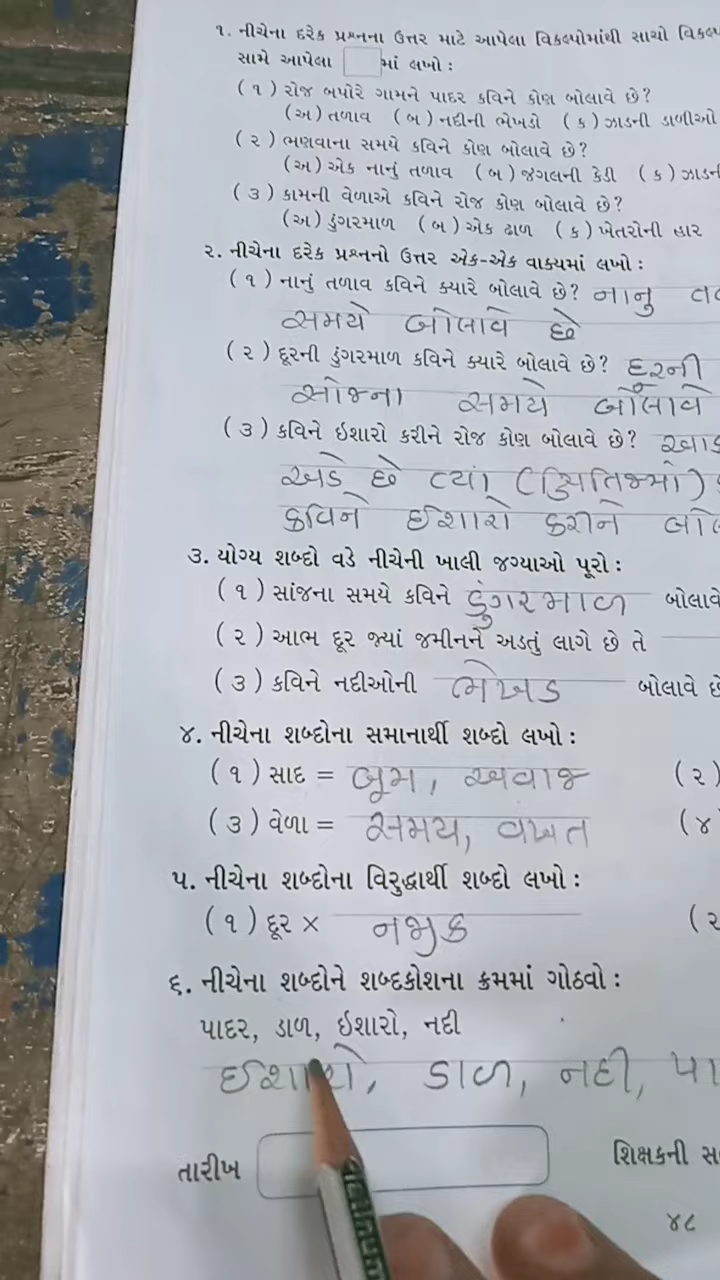 ૧. નીચેના દરેક પ્રશ્નના ઉત્તર માટે આપેલા વિકલ્પોમાંથી સાચો
સામે આપેલા માં લખો :
(૧) રોજ બપોરે ગામને પાદર કવિને કોણ બોલાવે છે?
(અ) તળાવ (બ) નદીની ભેખડો (ક) ઝાડની ડાળીઓ
(૨) ભણવાના સમયે કવિને કોણ બોલાવે છે?
(અ) એક નાનું તળાવ (બ) જંગલની કેડી (ક)
(૩) કામની વેળાએ કવિને રોજ કોણ બોલાવે છે?
(અ) ડુંગરમાળ (બ) એક ઢાળ (ક) ખેતરોની હાર
૨. નીચેના દરેક પ્રશ્નનો ઉત્તર એક-એક વાક્યમાં લખો :
(૧) નાનું તળાવ કવિને ક્યારે બોલાવે છે? નાનુ
સમયે બોલાવે છે
(૨) દૂરની ડુંગરમાળ કવિને ક્યારે બોલાવે છે? દૂરની
સાંજના સમયે બોલાવે
(૩) કવિને ઇશારો કરીને રોજ કોણ બોલાવે છે?
અડે છે ત્યાં
કવિને ઈશારો કરીને
૩. યોગ્ય શબ્દો વડે નીચેની ખાલી જગ્યાઓ પૂરો :
(૧) સાંજના સમયે કવિને ડુંગરમાળ બોલાવે
(૨) આભ દૂર જ્યાં જમીનને અડતું લાગે છે તે
(૩) કવિને નદીઓની ભેખડ બોલાવે છે
૪. નીચેના શબ્દોના સમાનાર્થી શબ્દો લખો :
(૧) સાદ = બૂમ, અવાજ (૨)
(૩) વેળા = સમય, વખત (૪
૫. નીચેના શબ્દોના વિરુદ્ધાર્થી શબ્દો લખો :
(૧) દૂર × નજીક (૨
૬. નીચેના શબ્દોને શબ્દકોશના ક્રમમાં ગોઠવો :
પાદર, ડાળ, ઇશારો, નદી
ઈશારો, ડાળ, નદી,
તારીખ શિક્ષકની
૪૮